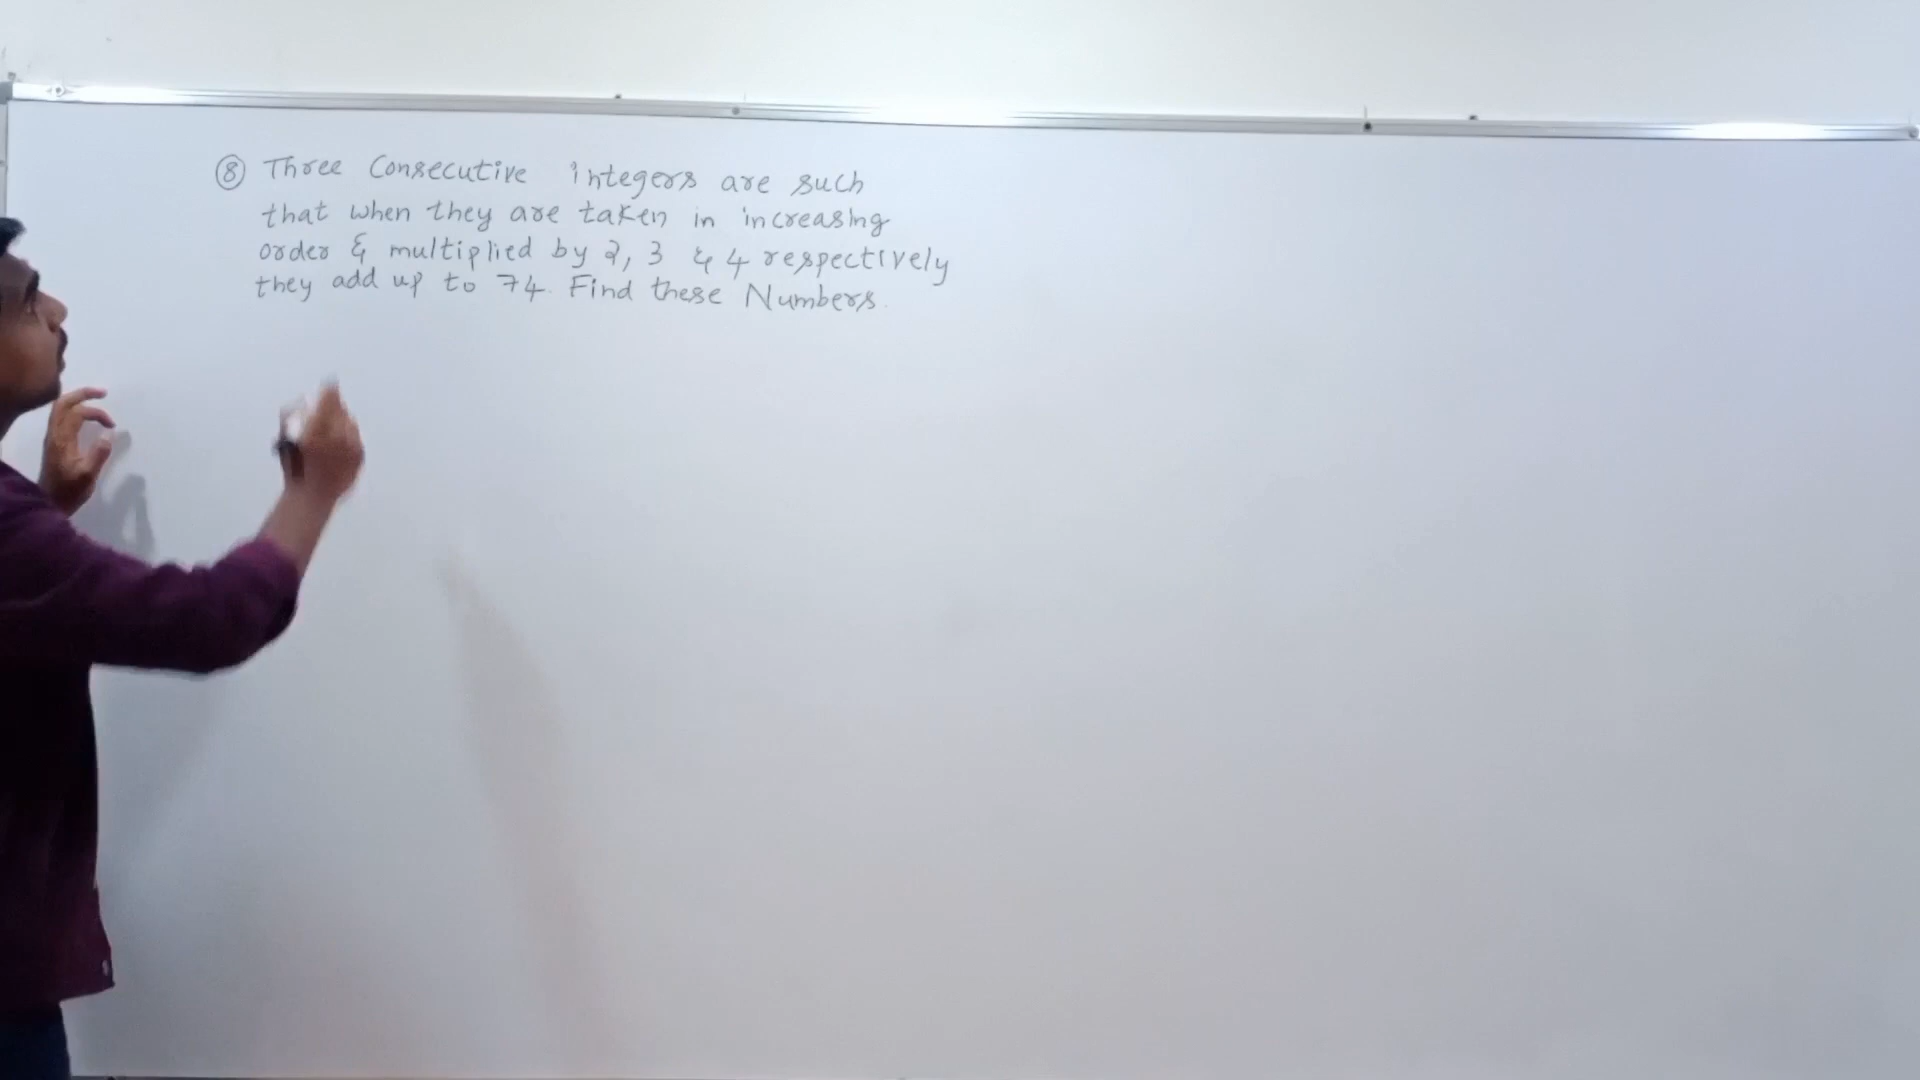 ⑧ Three Consecutive integers are such
that when they are taken in increasing
order & multiplied by 2, 3 & 4 respectively
they add up to 74. Find these Numbers.